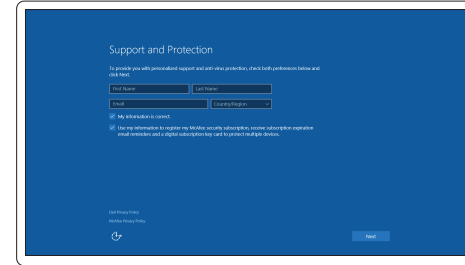 Support and Protection
To provide you with personalized support and anti-virus protection, check both preferences below and
click Next.
First Name
Last Name
Email
Country/Region
My information is correct.
Use my information to register my McAfee security subscription, receive subscription expiration
email reminders and a digital subscription key card to protect multiple devices.
Dell Privacy Policy
McAfee Privacy Policy
Next